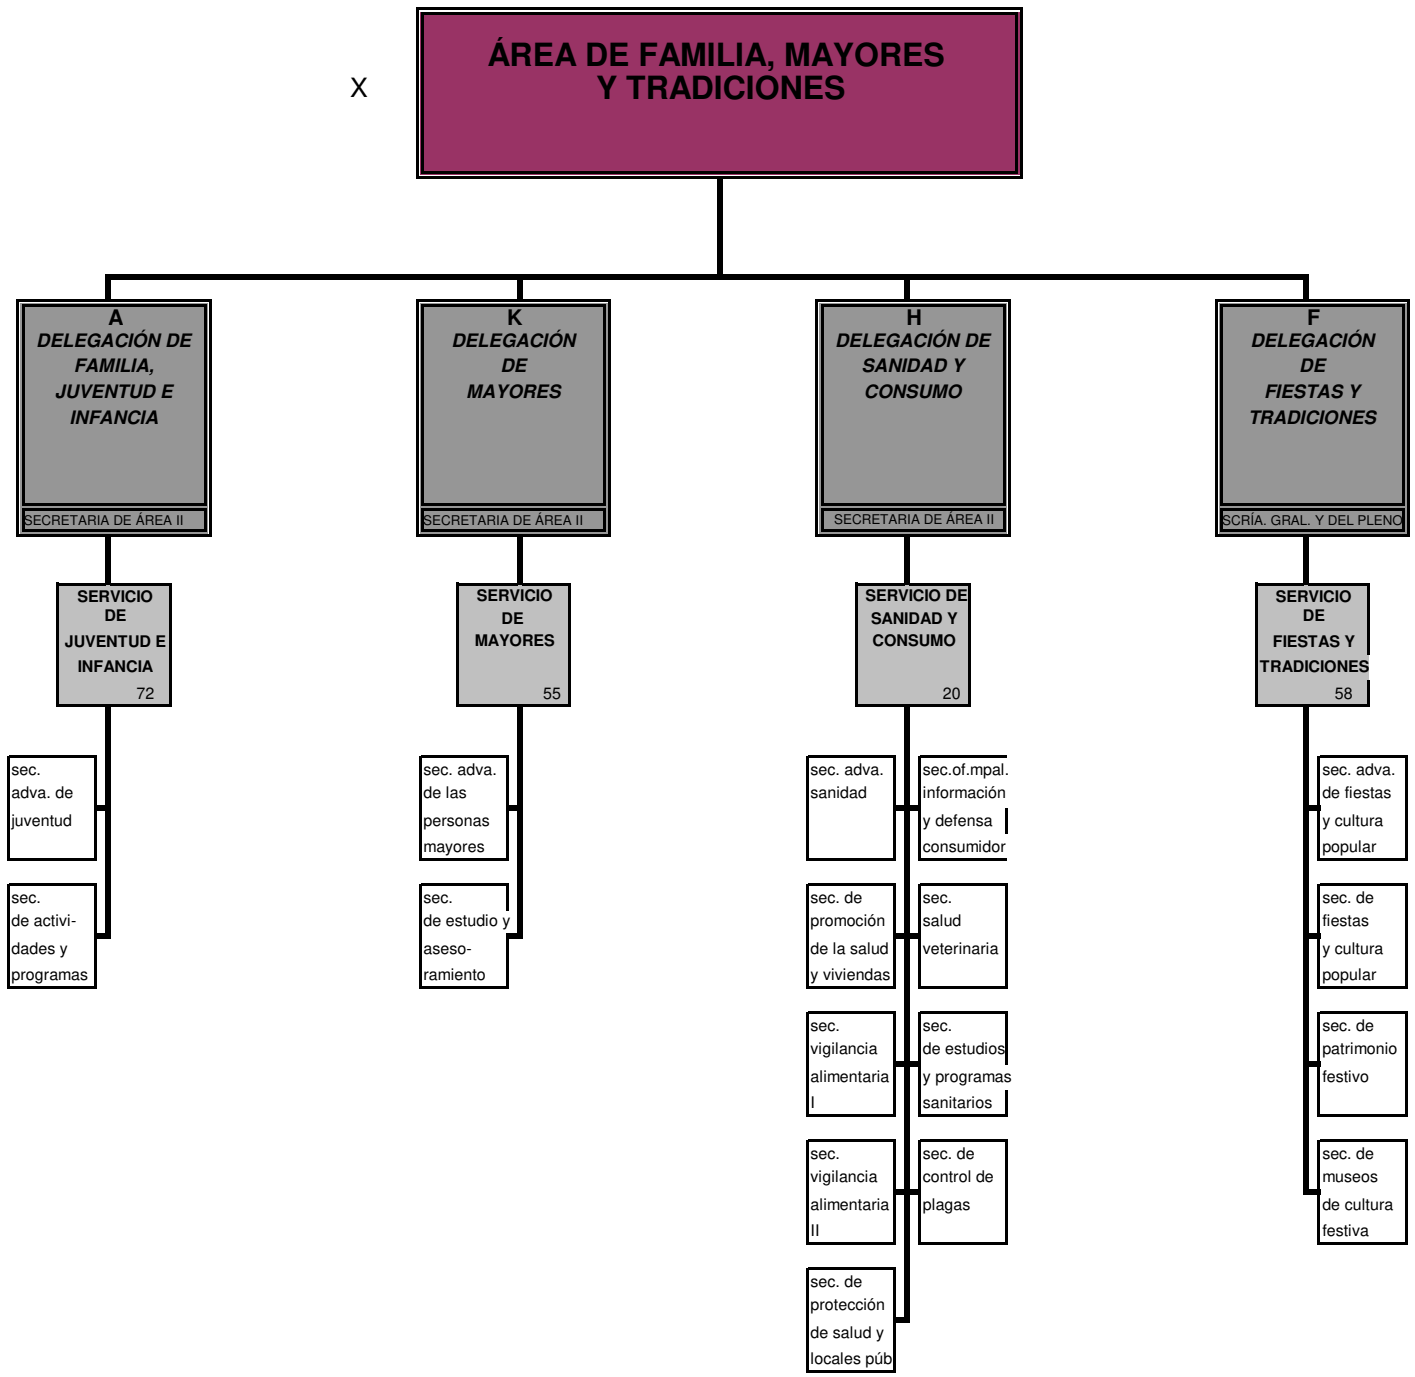 X
ÁREA DE FAMILIA, MAYORES
Y TRADICIONES
A
DELEGACIÓN DE
FAMILIA,
JUVENTUD E
INFANCIA
SECRETARIA DE ÁREA II
K
DELEGACIÓN
DE
MAYORES
SECRETARIA DE ÁREA II
H
DELEGACIÓN DE
SANIDAD Y
CONSUMO
SECRETARIA DE ÁREA II
F
DELEGACIÓN
DE
FIESTAS Y
TRADICIONES
SCRÍA. GRAL. Y DEL PLENO
SERVICIO
DE
JUVENTUD E
INFANCIA
72
SERVICIO
DE
MAYORES
55
SERVICIO DE
SANIDAD Y
CONSUMO
20
SERVICIO
DE
FIESTAS Y
TRADICIONES
58
sec.
adva. de
juventud
sec.
de activi-
dades y
programas
sec. adva.
de las
personas
mayores
sec.
de estudio y
aseso-
ramiento
sec. adva.
sanidad
sec.of.mpal.
información
y defensa
consumidor
sec. de
promoción
de la salud
y viviendas
sec.
salud
veterinaria
sec.
vigilancia
alimentaria
I
sec.
de estudios
y programas
sanitarios
sec.
vigilancia
alimentaria
II
sec. de
control de
plagas
sec. de
protección
de salud y
locales púb
sec. adva.
de fiestas
y cultura
popular
sec. de
fiestas
y cultura
popular
sec. de
patrimonio
festivo
sec. de
museos
de cultura
festiva